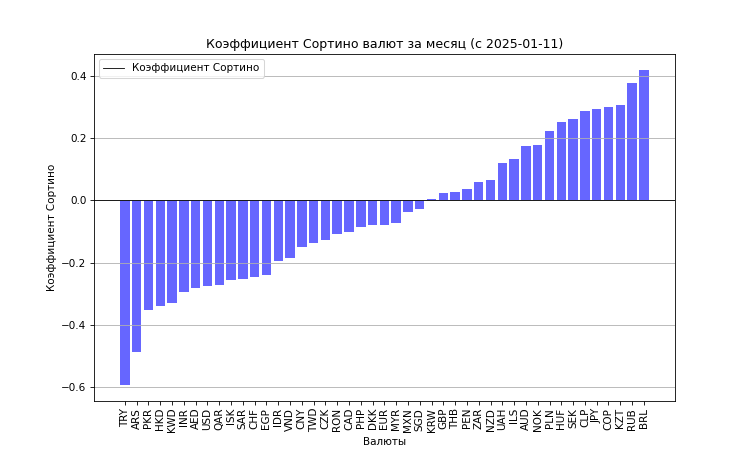 Коэффициент Сортино валют за месяц (с 2025-01-11)
Коэффициент Сортино
Коэффициент Сортино
0.4
0.2
0.0
−0.2
−0.4
−0.6
TRY ARS PKR HKD KWD INR AED USD QAR ISK SAR CHF EGP IDR VND CNY TWD CZK RON CAD PHP DKK EUR MYR MXN SGD KRW GBP THB PEN ZAR NZD UAH ILS AUD NOK PLN HUF SEK CLP JPY COP KZT RUB BRL
Валюты